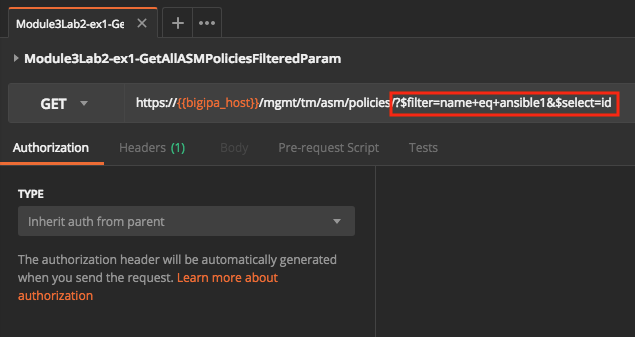 Module3Lab2-ex1-Get
Module3Lab2-ex1-GetAllASMPoliciesFilteredParam
GET
https://{{bigipa_host}}/mgmt/tm/asm/policies/?$filter=name+eq+ansible1&$select=id
Authorization Headers (1) Body Pre-request Script Tests
TYPE
Inherit auth from parent
The authorization header will be automatically generated
when you send the request. Learn more about
authorization